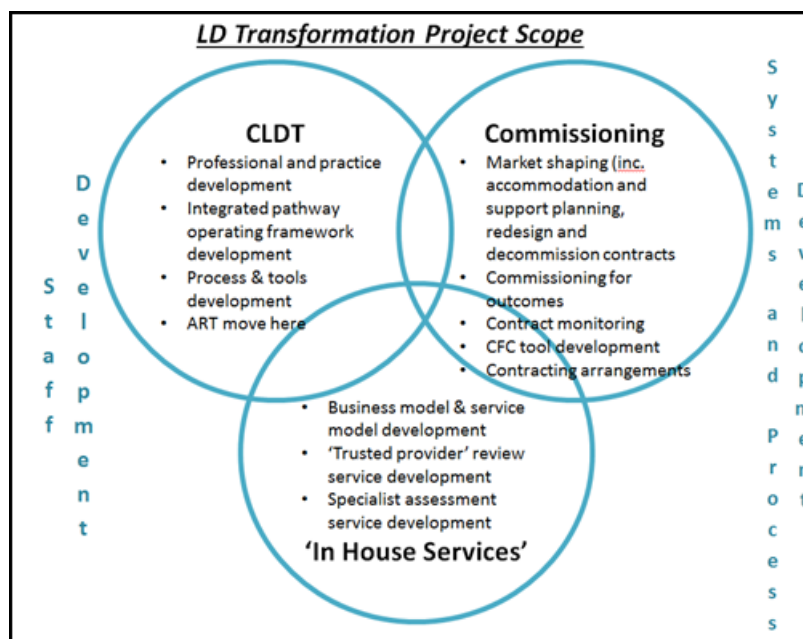 LD Transformation Project Scope
CLDT
• Professional and practice
development
• Integrated pathway
operating framework
development
• Process & tools
development
• ART move here
Commissioning
• Market shaping (inc.
accommodation and
support planning,
redesign and
decommission contracts
• Commissioning for
outcomes
• Contract monitoring
• CFC tool development
• Contracting arrangements
• Business model & service
model development
• ‘Trusted provider’ review
service development
• Specialist assessment
service development
‘In House Services’
Staff
Development
Systems and Process
Development